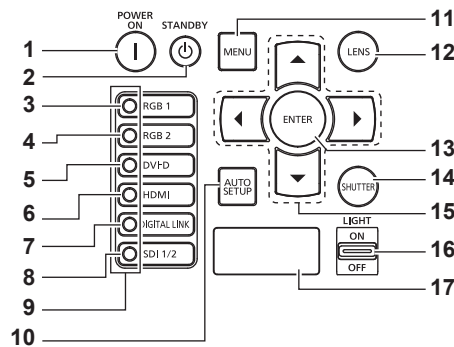 POWER
ON
STANDBY
MENU
LENS
11
12
1
2
3
RGB 1
4
RGB 2
5
DVI-D
6
HDMI
7
DIGITAL LINK
8
SDI 1/2
9
10
ENTER
AUTO
SETUP
SHUTTER
13
14
15
LIGHT
ON
OFF
16
17